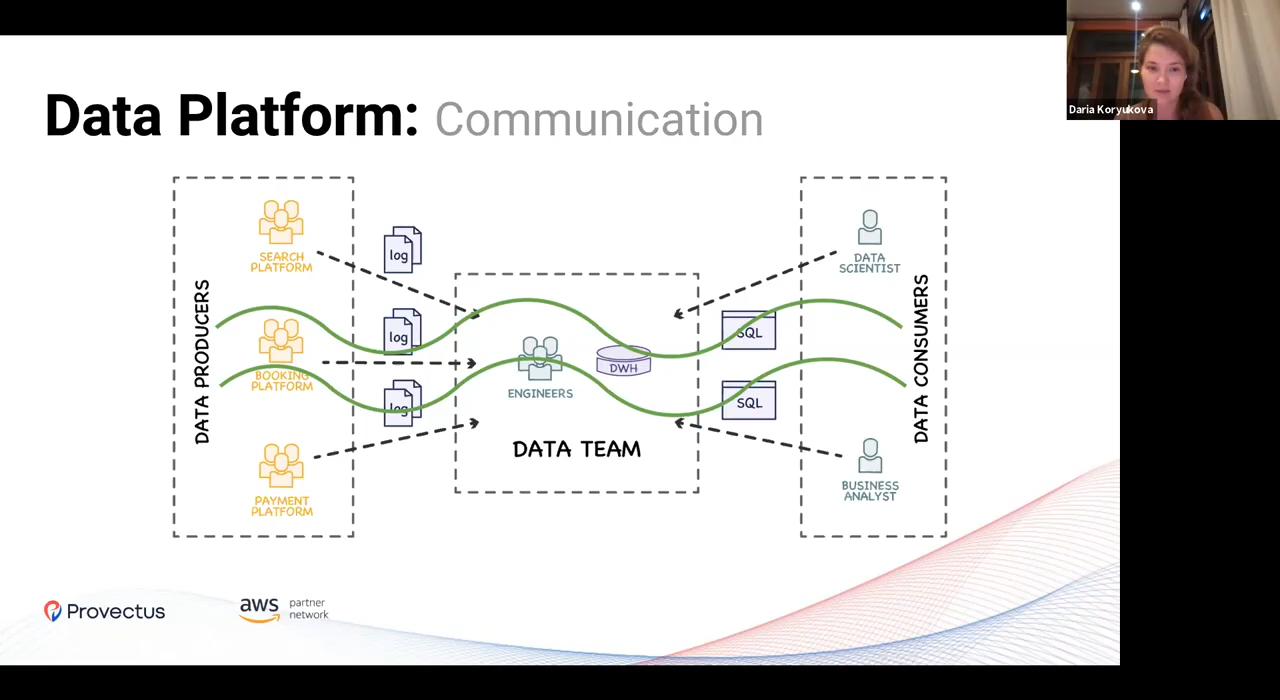 Daria Koryukova
Data Platform: Communication
DATA PRODUCERS
SEARCH
PLATFORM
BOOKING
PLATFORM
PAYMENT
PLATFORM
log
log
log
ENGINEERS
DWH
DATA TEAM
SQL
SQL
DATA
SCIENTIST
BUSINESS
ANALYST
DATA CONSUMERS
Provectus
aws partner
network